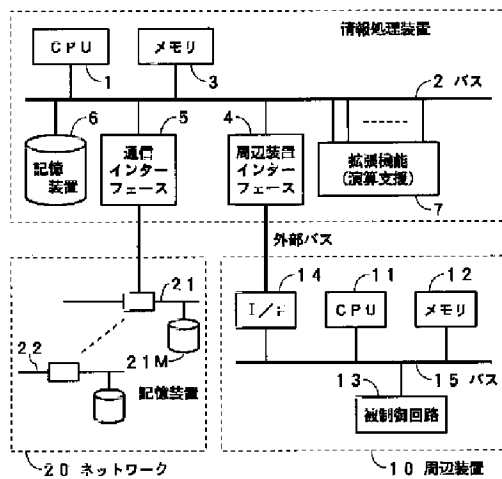 情報処理装置
CPU
メモリ
1
3
2 バス
6
5
4
記憶
装置
通信
インター
フェース
周辺装置
インター
フェース
拡張機能
(演算支援)
7
外部バス
21
14
11
12
I/F
CPU
メモリ
22
21M
記憶装置
13
15 バス
被制御回路
20 ネットワーク
10 周辺装置